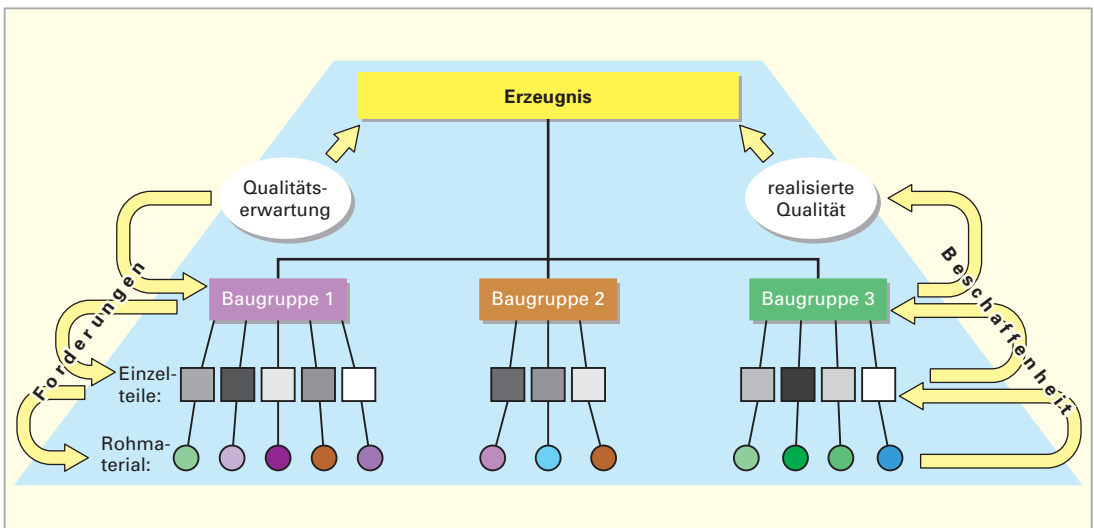 Erzeugnis
Qualitäts-
erwartung
realisierte
Qualität
Forderungen
Beschaffenheit
Baugruppe 1
Baugruppe 2
Baugruppe 3
Einzel-
teile:
Rohma-
terial: